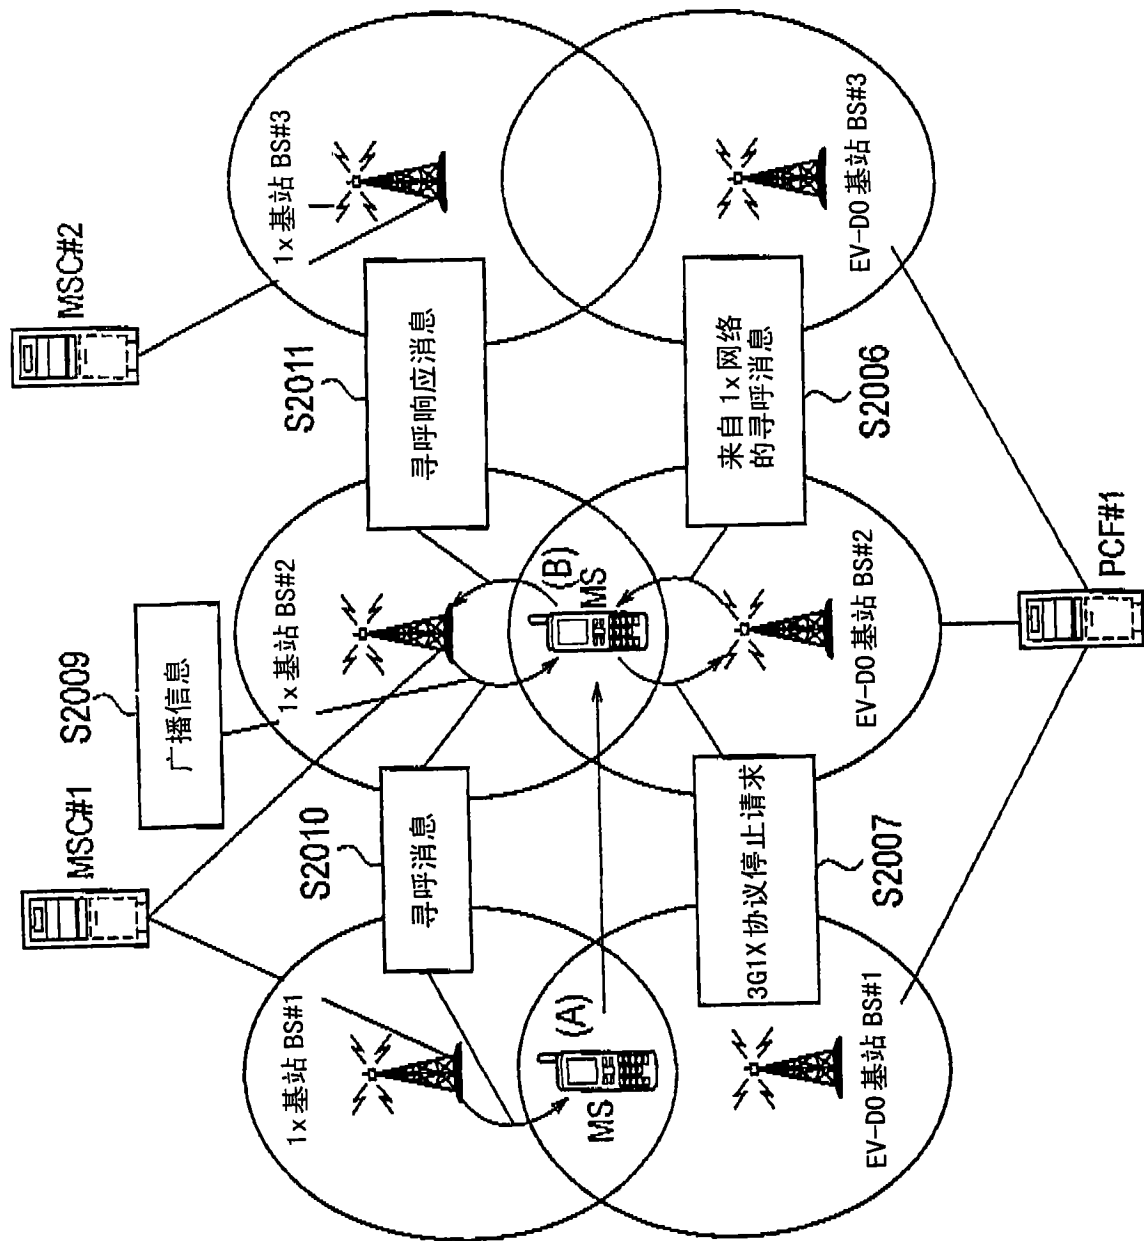 MSC#1
MSC#2
S2009
广播信息
S2010
寻呼消息
S2011
寻呼响应消息
1x 基站 BS#1
1x 基站 BS#2
1x 基站 BS#3
MS
(A)
(B)
MS
3G1X 协议停止请求
S2007
来自 1x 网络
的寻呼消息
S2006
EV-DO 基站 BS#1
EV-DO 基站 BS#2
EV-DO 基站 BS#3
PCF#1